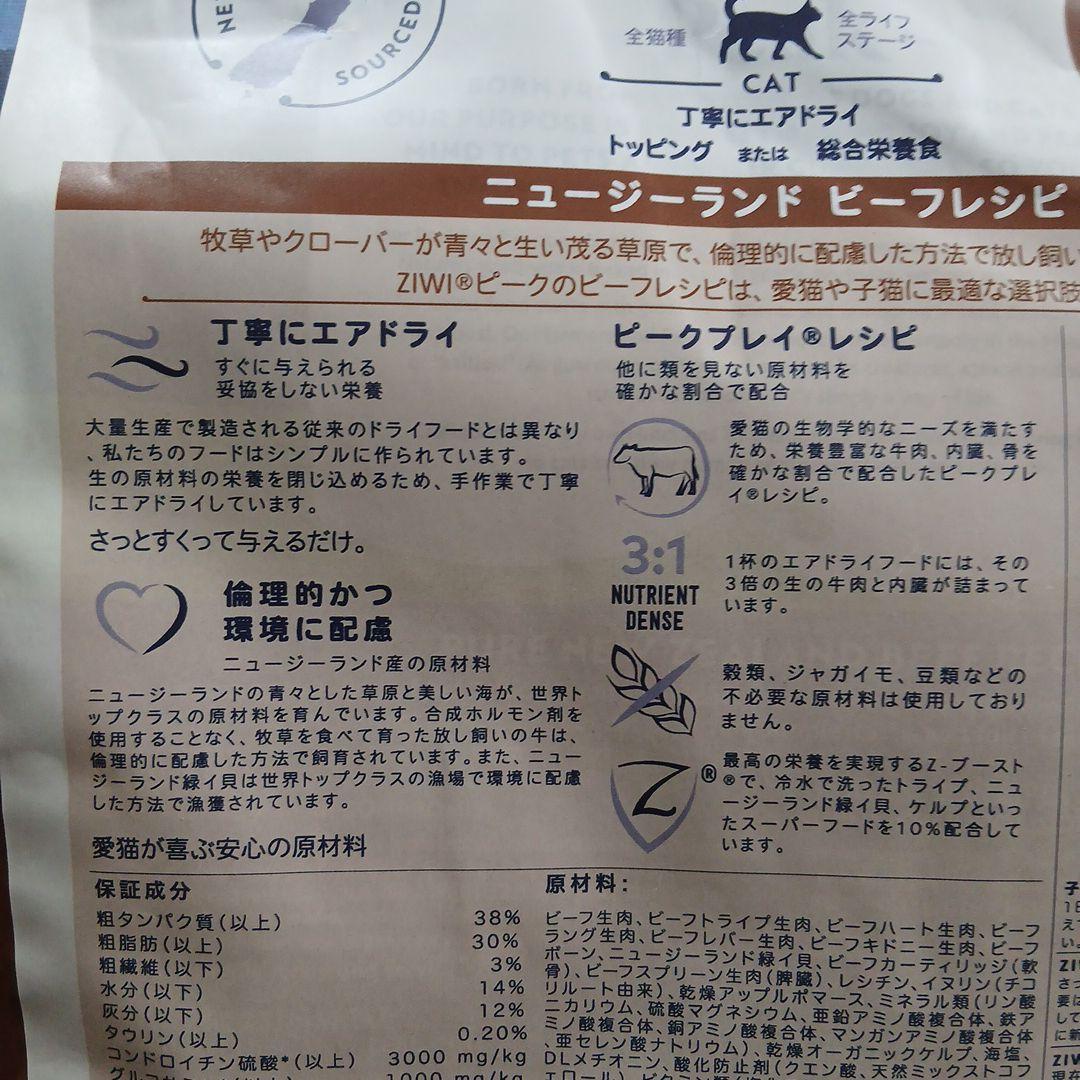 SOURCED
全猫種
全ライフ
ステージ
CAT
丁寧にエアドライ
トッピング または 総合栄養食
ニュージーランド ビーフレシピ
牧草やクローバーが青々と生い茂る草原で、倫理的に配慮した方法で放し飼い
ZIWI®ピークのビーフレシピは、愛猫や子猫に最適な選択肢
丁寧にエアドライ
すぐに与えられる
妥協をしない栄養
大量生産で製造される従来のドライフードとは異なり
、私たちのフードはシンプルに作られています。
生の原材料の栄養を閉じ込めるため、手作業で丁寧
にエアドライしています。
さっとすくって与えるだけ。
倫理的かつ
環境に配慮
ニュージーランド産の原材料
ニュージーランドの青々とした草原と美しい海が、世界ト
ップクラスの原材料を育んでいます。合成ホルモン剤を
使用することなく、牧草を食べて育った放し飼いの牛は、
倫理的に配慮した方法で飼育されています。また、ニュー
ジーランド緑イ貝は世界トップクラスの漁場で環境に配慮
した方法で漁獲されています。
愛猫が喜ぶ安心の原材料
ピークプレイ®レシピ
他に類を見ない原材料を
確かな割合で配合
愛猫の生物学的なニーズを満たす
ため、栄養豊富な牛肉、内臓、骨を
確かな割合で配合したピークプレ
イ®レシピ。
3:1
NUTRIENT
DENSE
1杯のエアドライフードには、その
3倍の生の牛肉と内臓が詰まって
います。
穀類、ジャガイモ、豆類などの
不必要な原材料は使用しており
ません。
Z®
最高の栄養を実現するZ-ブースト
®で、冷水で洗ったトライプ、ニュ
ージーランド緑イ貝、ケルプといっ
たスーパーフードを10%配合して
います。
保証成分
粗タンパク質(以上) 38%
粗脂肪(以上) 30%
粗繊維(以下) 3%
水分(以下) 14%
灰分(以下) 12%
タウリン(以上) 0.20%
コンドロイチン硫酸*(以上) 3000 mg/kg
1000 mg/kg
原材料:
ビーフ生肉、ビーフトライプ生肉、ビーフハート生肉、ビーフ
ラング生肉、ビーフレバー生肉、ビーフキドニー生肉、ビーフ
ボーン、ニュージーランド緑イ貝、ビーフカーティリッジ(軟
骨)、ビーフスプリーン生肉(脾臓)、レシチン、イヌリン(チコ
リルート由来)、乾燥アップルポマース、ミネラル類(リン酸
ニカリウム、硫酸マグネシウム、亜鉛アミノ酸複合体、鉄ア
ミノ酸複合体、銅アミノ酸複合体、マンガンアミノ酸複合体
、亜セレン酸ナトリウム)、乾燥オーガニックケルプ、海塩、
DLメチオニン、酸化防止剤(クエン酸、天然ミックストコフ